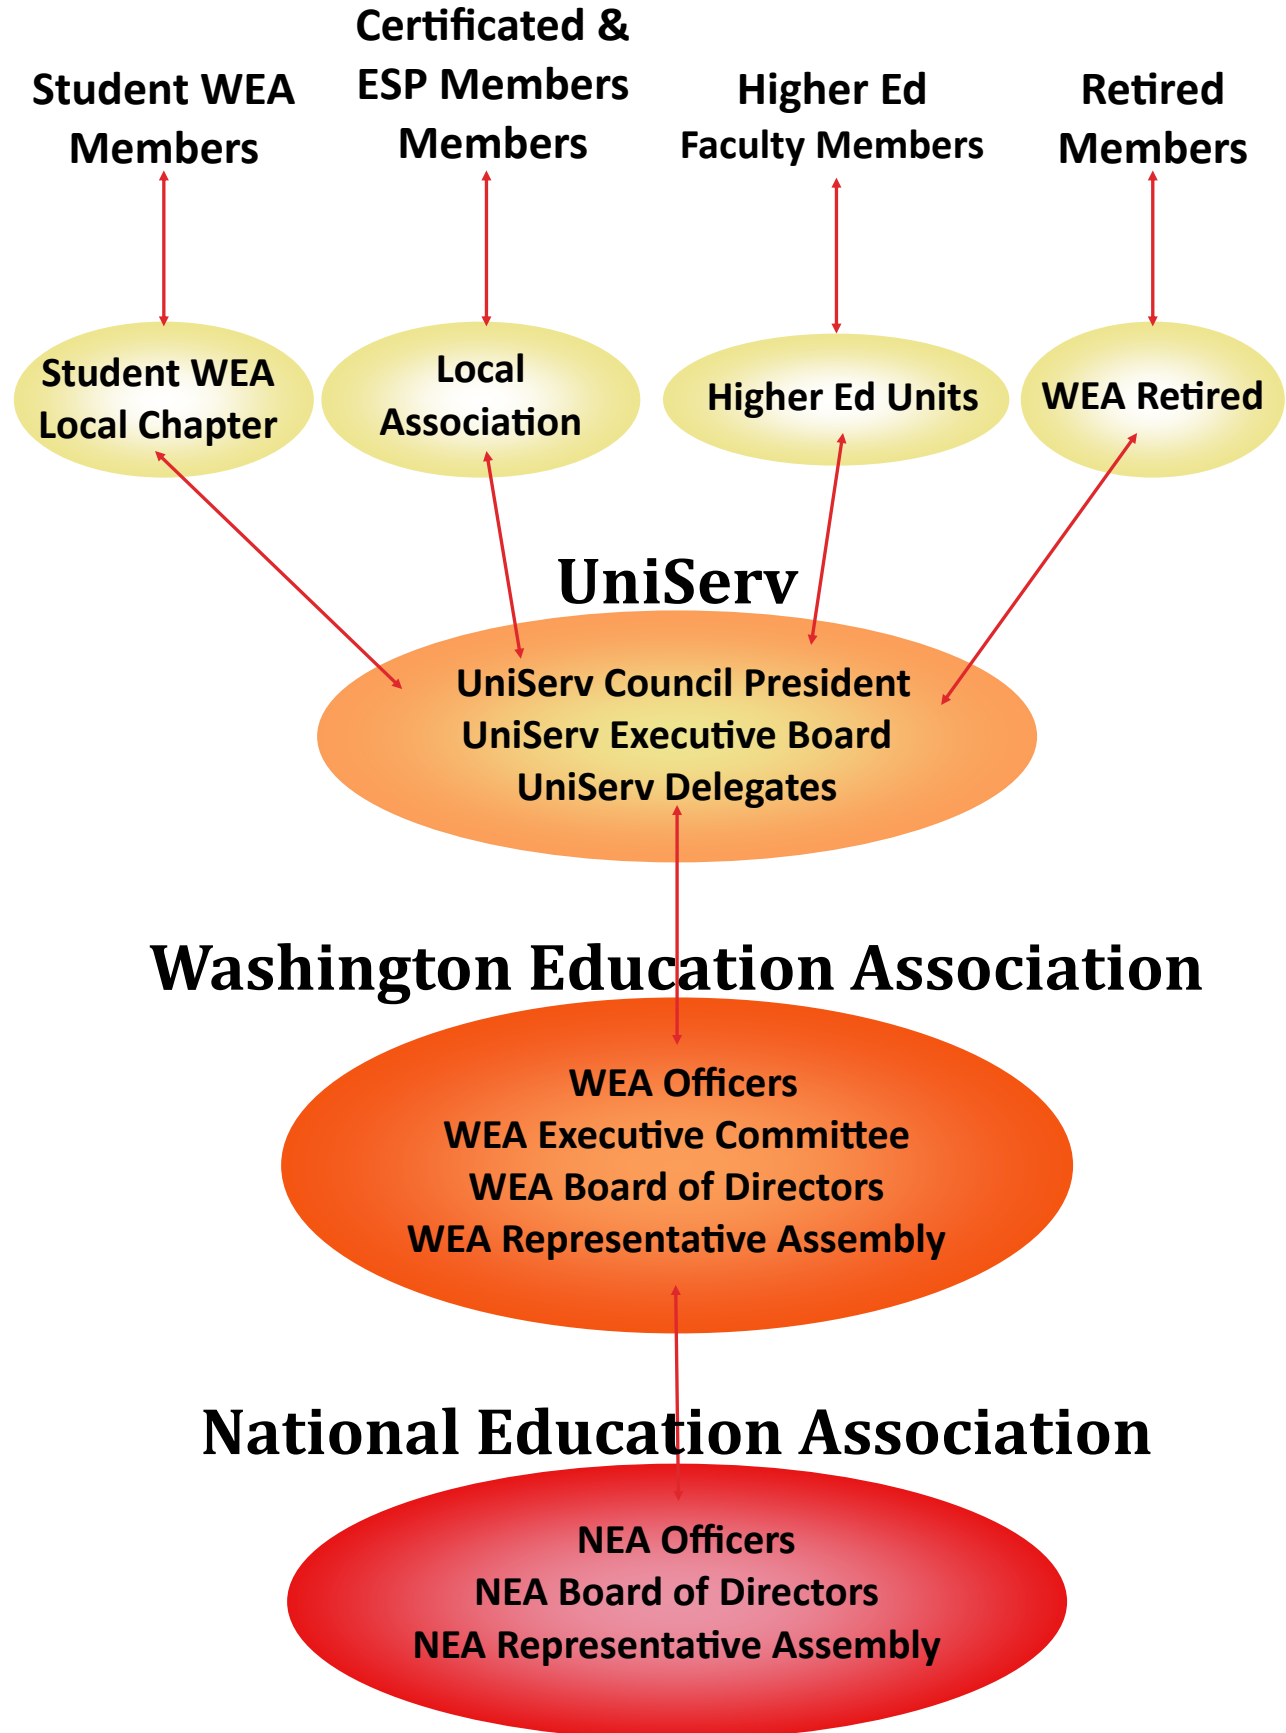 Student WEA
Members
Certificated &
ESP Members
Members
Higher Ed
Faculty Members
Retired
Members
Student WEA
Local Chapter
Local
Association
Higher Ed Units
WEA Retired
UniServ
UniServ Council President
UniServ Executive Board
UniServ Delegates
Washington Education Association
WEA Officers
WEA Executive Committee
WEA Board of Directors
WEA Representative Assembly
National Education Association
NEA Officers
NEA Board of Directors
NEA Representative Assembly